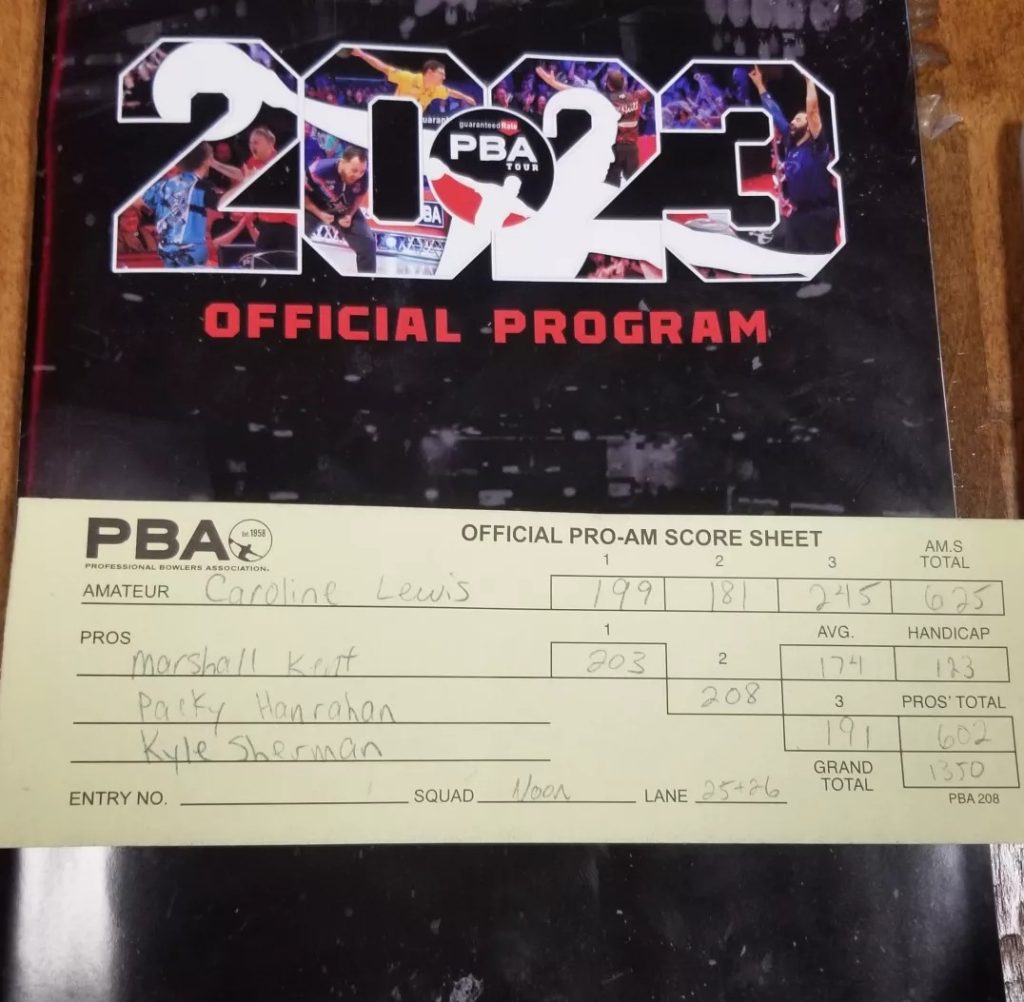 2023
guaranteed Rate
PBA
TOUR
BA
OFFICIAL PROGRAM
PBA Est. 1958
PROFESSIONAL BOWLERS ASSOCIATION.
OFFICIAL PRO-AM SCORE SHEET
1 2 3 AM.S TOTAL
AMATEUR Caroline Lewis 199 181 245 625
PROS 1 AVG. HANDICAP
Marshall Kent 203 2 174 123
Packy Hanrahan 208 3 PROS' TOTAL
Kyle Sherman 191 602
GRAND TOTAL 1350
ENTRY NO. SQUAD Noon LANE 25+26 PBA 208